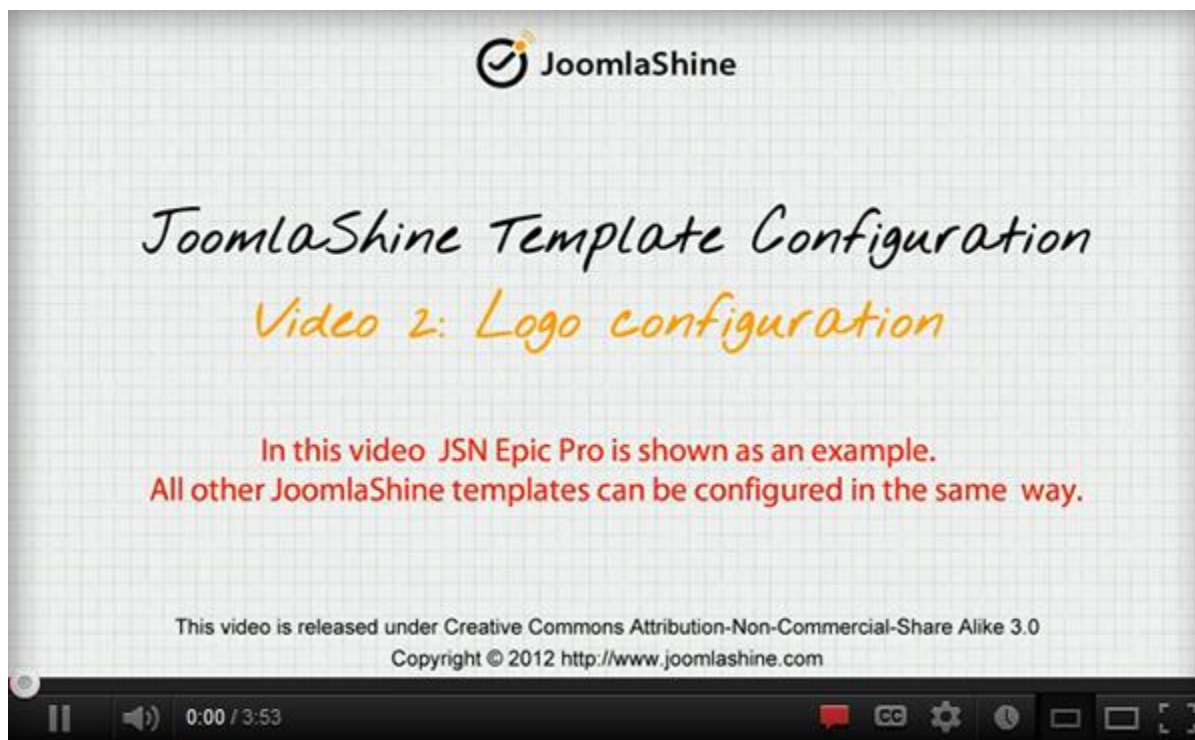 JoomlaShine
JoomlaShine Template Configuration
Video 2: Logo configuration
In this video JSN Epic Pro is shown as an example.
All other JoomlaShine templates can be configured in the same way.
This video is released under Creative Commons Attribution-Non-Commercial-Share Alike 3.0
Copyright © 2012 http://www.joomlashine.com
0:00 / 3:53
CC